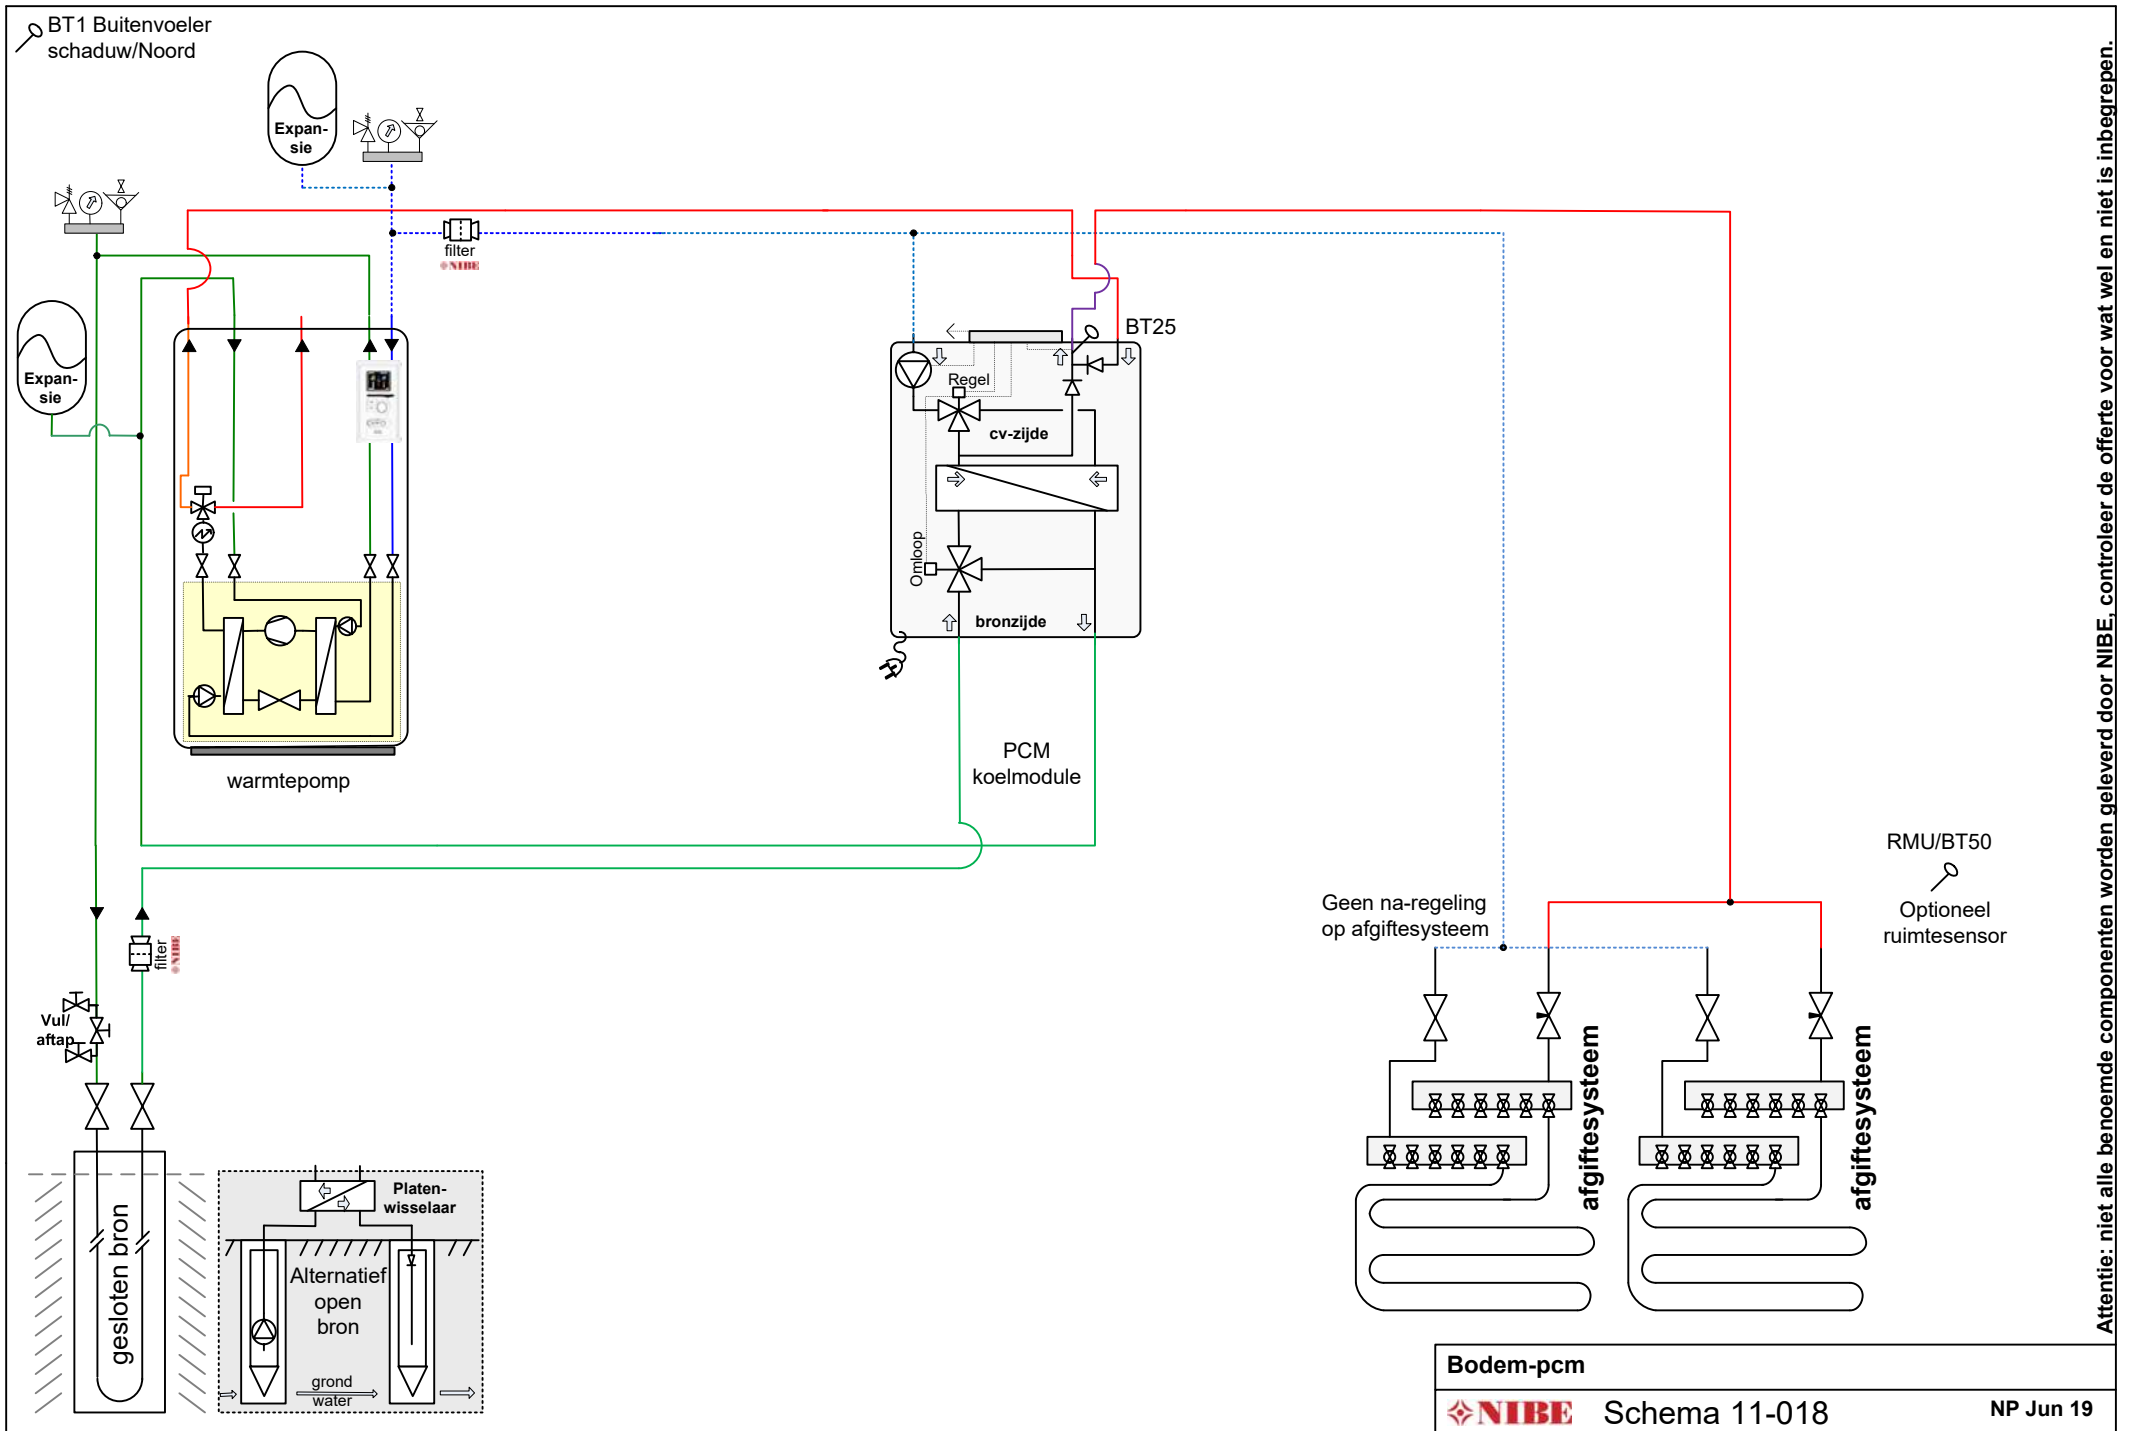 BT1 Buitenvoeler
schaduw/Noord
Expan-
sie
filter
NIBE
Expan-
sie
BT25
Regel
cv-zijde
Omloop
bronzijde
warmtepomp
PCM
koelmodule
RMU/BT50
Optioneel
ruimtesensor
Geen na-regeling
op afgiftesysteem
filter
NIBE
Vul/
aftap
afgiftesysteem
afgiftesysteem
gesloten bron
Platen-
wisselaar
Alternatief
open
bron
grond
water
Attentie: niet alle benoemde componenten worden geleverd door NIBE, controleer de offerte voor wat wel en niet is inbegrepen.
Bodem-pcm
NIBE Schema 11-018 NP Jun 19